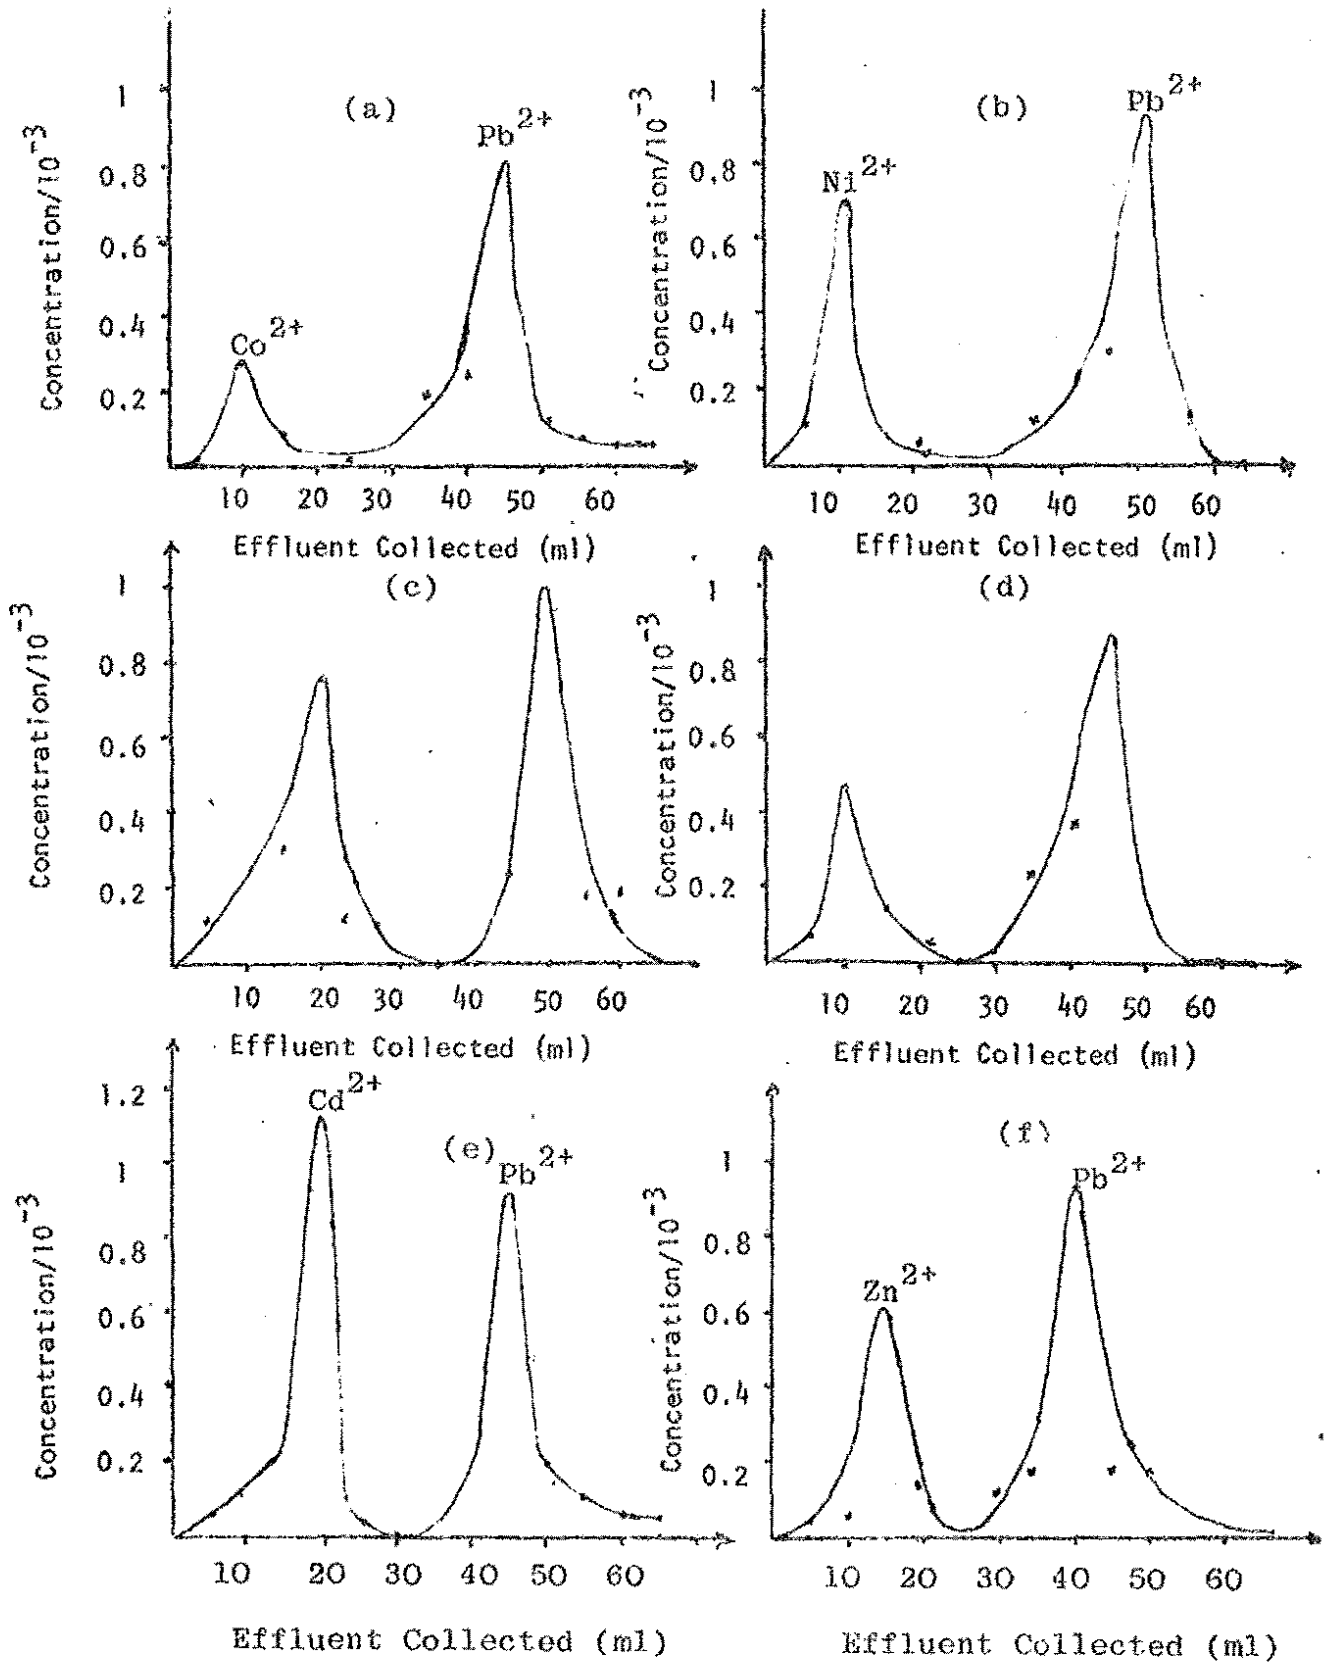 (a)
Concentration/10⁻³
1
0.8
0.6
0.4
0.2
Co²⁺
Pb²⁺
10 20 30 40 50 60
Effluent Collected (ml)
(b)
Concentration/10⁻³
1
0.8
0.6
0.4
0.2
Ni²⁺
Pb²⁺
10 20 30 40 50 60
Effluent Collected (ml)
(c)
Concentration/10⁻³
1
0.8
0.6
0.4
0.2
10 20 30 40 50 60
Effluent Collected (ml)
(d)
Concentration/10⁻³
1
0.8
0.6
0.4
0.2
10 20 30 40 50 60
Effluent Collected (ml)
(e)
Concentration/10⁻³
1.2
1
0.8
0.6
0.4
0.2
Cd²⁺
Pb²⁺
10 20 30 40 50 60
Effluent Collected (ml)
(f)
Concentration/10⁻³
1
0.8
0.6
0.4
0.2
Zn²⁺
Pb²⁺
10 20 30 40 50 60
Effluent Collected (ml)